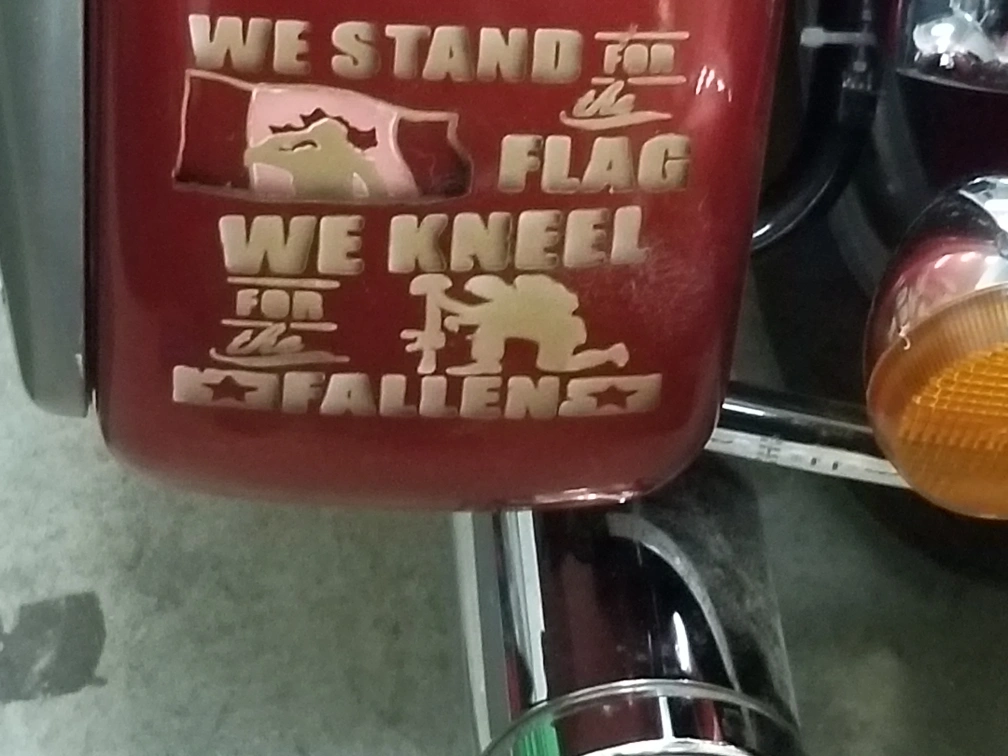 WE STAND FOR
the
FLAG
WE KNEEL
FOR
the
FALLEN